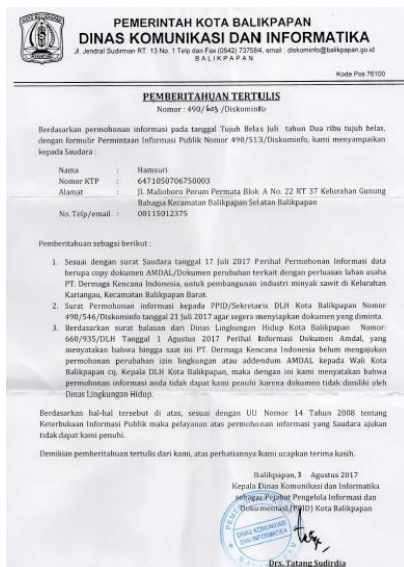 PEMERINTAH KOTA BALIKPAPAN
DINAS KOMUNIKASI DAN INFORMATIKA
Jl. Jendral Sudirman RT. 13 No. 1 Telp dan Fax (0542) 737584, email : diskominfo@balikpapan.go.id
BALIKPAPAN
Kode Pos 76100
PEMBERITAHUAN TERTULIS
Nomor : 490/603/Diskominfo
Berdasarkan permohonan informasi pada tanggal Tujuh Belas Juli tahun Dua ribu tujuh belas,
dengan formulir Permintaan Informasi Publik Nomor 490/513/Diskominfo, kami menyampaikan
kepada Saudara :
Nama : Hamsuri
Nomor KTP : 6471050706750003
Alamat : Jl. Malioboro Perum Permata Blok A No. 22 RT 37 Kelurahan Gunung
Bahagia Kecamatan Balikpapan Selatan Balikpapan
No. Telp/email : 08115012375
Pemberitahuan sebagai berikut :
1. Sesuai dengan surat Saudara tanggal 17 Juli 2017 Perihal Permohonan Informasi data
berupa copy dokumen AMDAL/Dokumen perubahan terkait dengan perluasan lahan usaha
PT. Dermaga Kencana Indonesia, untuk pembangunan industri minyak sawit di Kelurahan
Kariangau, Kecamatan Balikpapan Barat.
2. Surat Permohonan informasi kepada PPID/Sekretaris DLH Kota Balikpapan Nomor
490/546/Diskominfo tanggal 21 Juli 2017 agar segera menyiapkan dokumen yang diminta.
3. Berdasarkan surat balasan dari Dinas Lingkungan Hidup Kota Balikpapan Nomor:
660/935/DLH Tanggal 1 Agustus 2017 Perihal Informasi Dokumen Amdal, yang
menyatakan bahwa hingga saat ini PT. Dermaga Kencana Indonesia belum mengajukan
permohonan perubahan izin lingkungan atau addendum AMDAL kepada Wali Kota
Balikpapan cq. Kepala DLH Kota Balikpapan, maka dengan ini kami menyatakan bahwa
permohonan informasi anda tidak dapat kami penuhi karena dokumen tidak dimiliki oleh
Dinas Lingkungan Hidup.
Berdasarkan hal-hal tersebut di atas, sesuai dengan UU Nomor 14 Tahun 2008 tentang
Keterbukaan Informasi Publik maka pelayanan atas permohonan informasi yang Saudara ajukan
tidak dapat kami penuhi.
Demikian pemberitahuan tertulis dari kami, atas perhatiannya kami ucapkan terima kasih.
Balikpapan, 3 Agustus 2017
Kepala Dinas Komunikasi dan Informatika
sebagai Pejabat Pengelola Informasi dan
Dokumentasi (PPID) Kota Balikpapan
DINAS KOMUNIKASI
DAN INFORMATIKA
Drs. Tatang Sudirdja